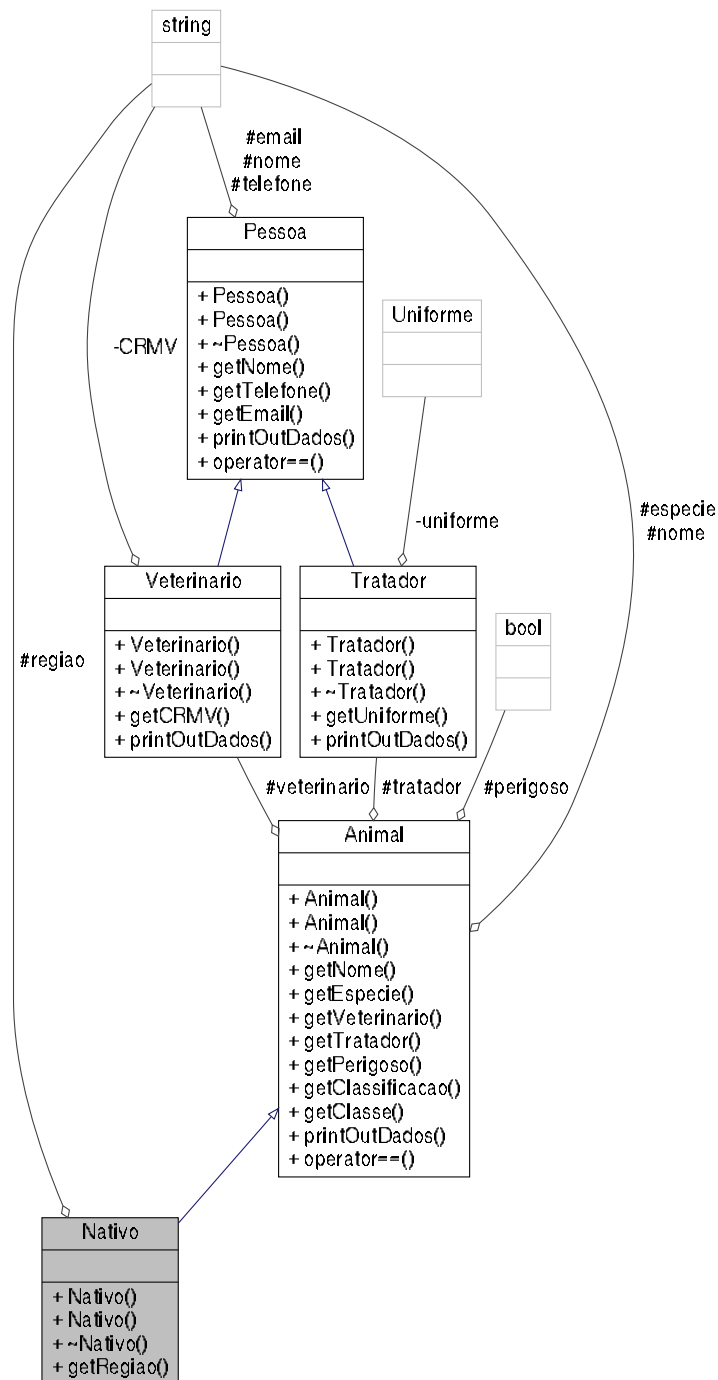 string
#email
#nome
#telefone
Pessoa
+ Pessoa()
+ Pessoa()
+ ~Pessoa()
+ getNome()
+ getTelefone()
+ getEmail()
+ printOutDados()
+ operator==()
Uniforme
-CRMV
-uniforme
#especie
#nome
Veterinario
+ Veterinario()
+ Veterinario()
+ ~Veterinario()
+ getCRMV()
+ printOutDados()
Tratador
+ Tratador()
+ Tratador()
+ ~Tratador()
+ getUniforme()
+ printOutDados()
bool
#regiao
#veterinario
#tratador
#perigoso
Animal
+ Animal()
+ Animal()
+ ~Animal()
+ getNome()
+ getEspecie()
+ getVeterinario()
+ getTratador()
+ getPerigoso()
+ getClassificacao()
+ getClasse()
+ printOutDados()
+ operator==()
Nativo
+ Nativo()
+ Nativo()
+ ~Nativo()
+ getRegiao()